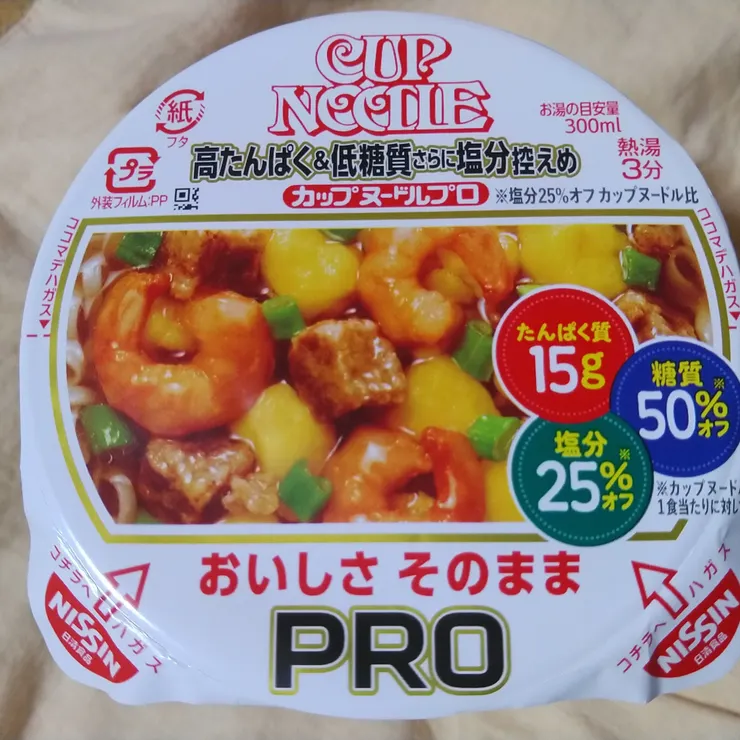 CUP
NOODLE
紙
フタ
プラ
外装フィルム:PP
お湯の目安量
300ml
熱湯
3分
高たんぱく&低糖質さらに塩分控えめ
カップヌードルプロ
※塩分25%オフ カップヌードル比
ココマデハガス
ココマデハガス
たんぱく質
15g
糖質※
50%オフ
塩分※
25%オフ
※カップヌード
1食当たりに対し
おいしさ そのまま
PRO
コチラヘハガス
NISSIN
日清食品
コチラヘハガス
NISSIN
日清食品